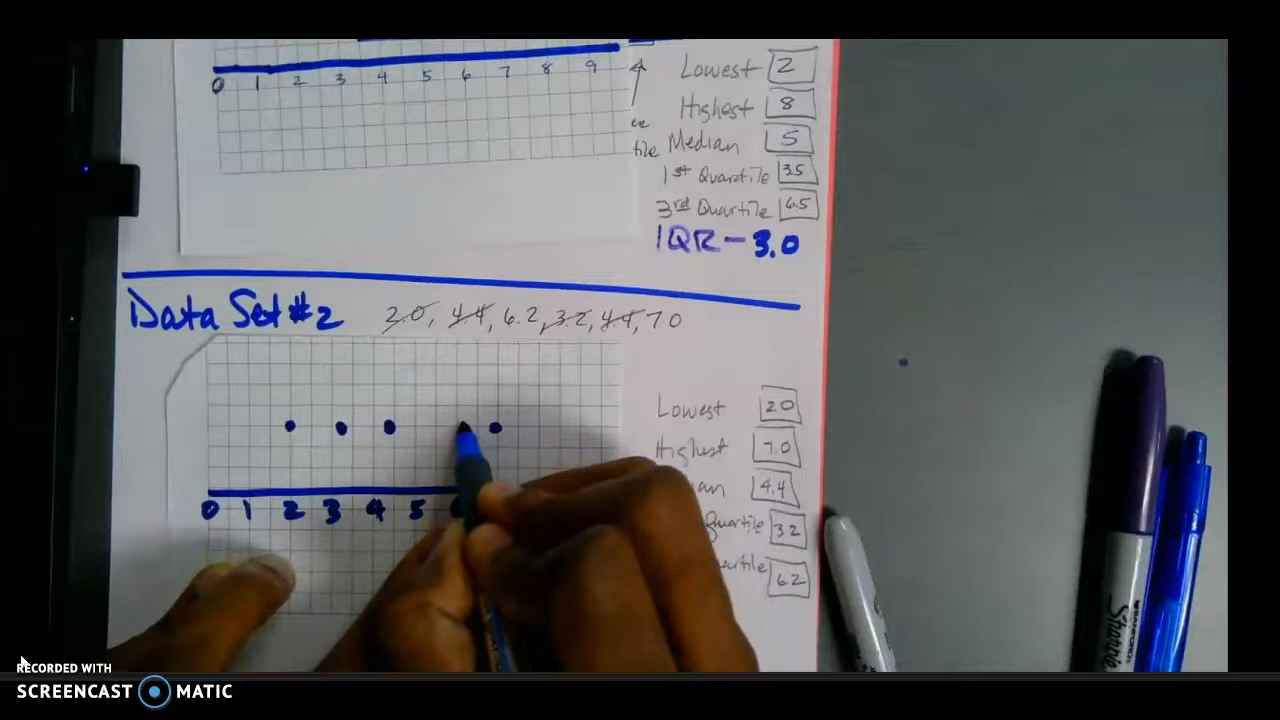 0 1 2 3 4 5 6 7 8 9
Lowest 2
Highest 8
Median 5
1st Quartile 3.5
3rd Quartile 6.5
IQR - 3.0
Data Set #2 2.0, 4.4, 6.2, 3.2, 4.4, 7.0
0 1 2 3 4 5
Lowest 2.0
Highest 7.0
an 4.4
Quartile 3.2
uartile 6.2
Sharpie
RECORDED WITH
SCREENCAST MATIC